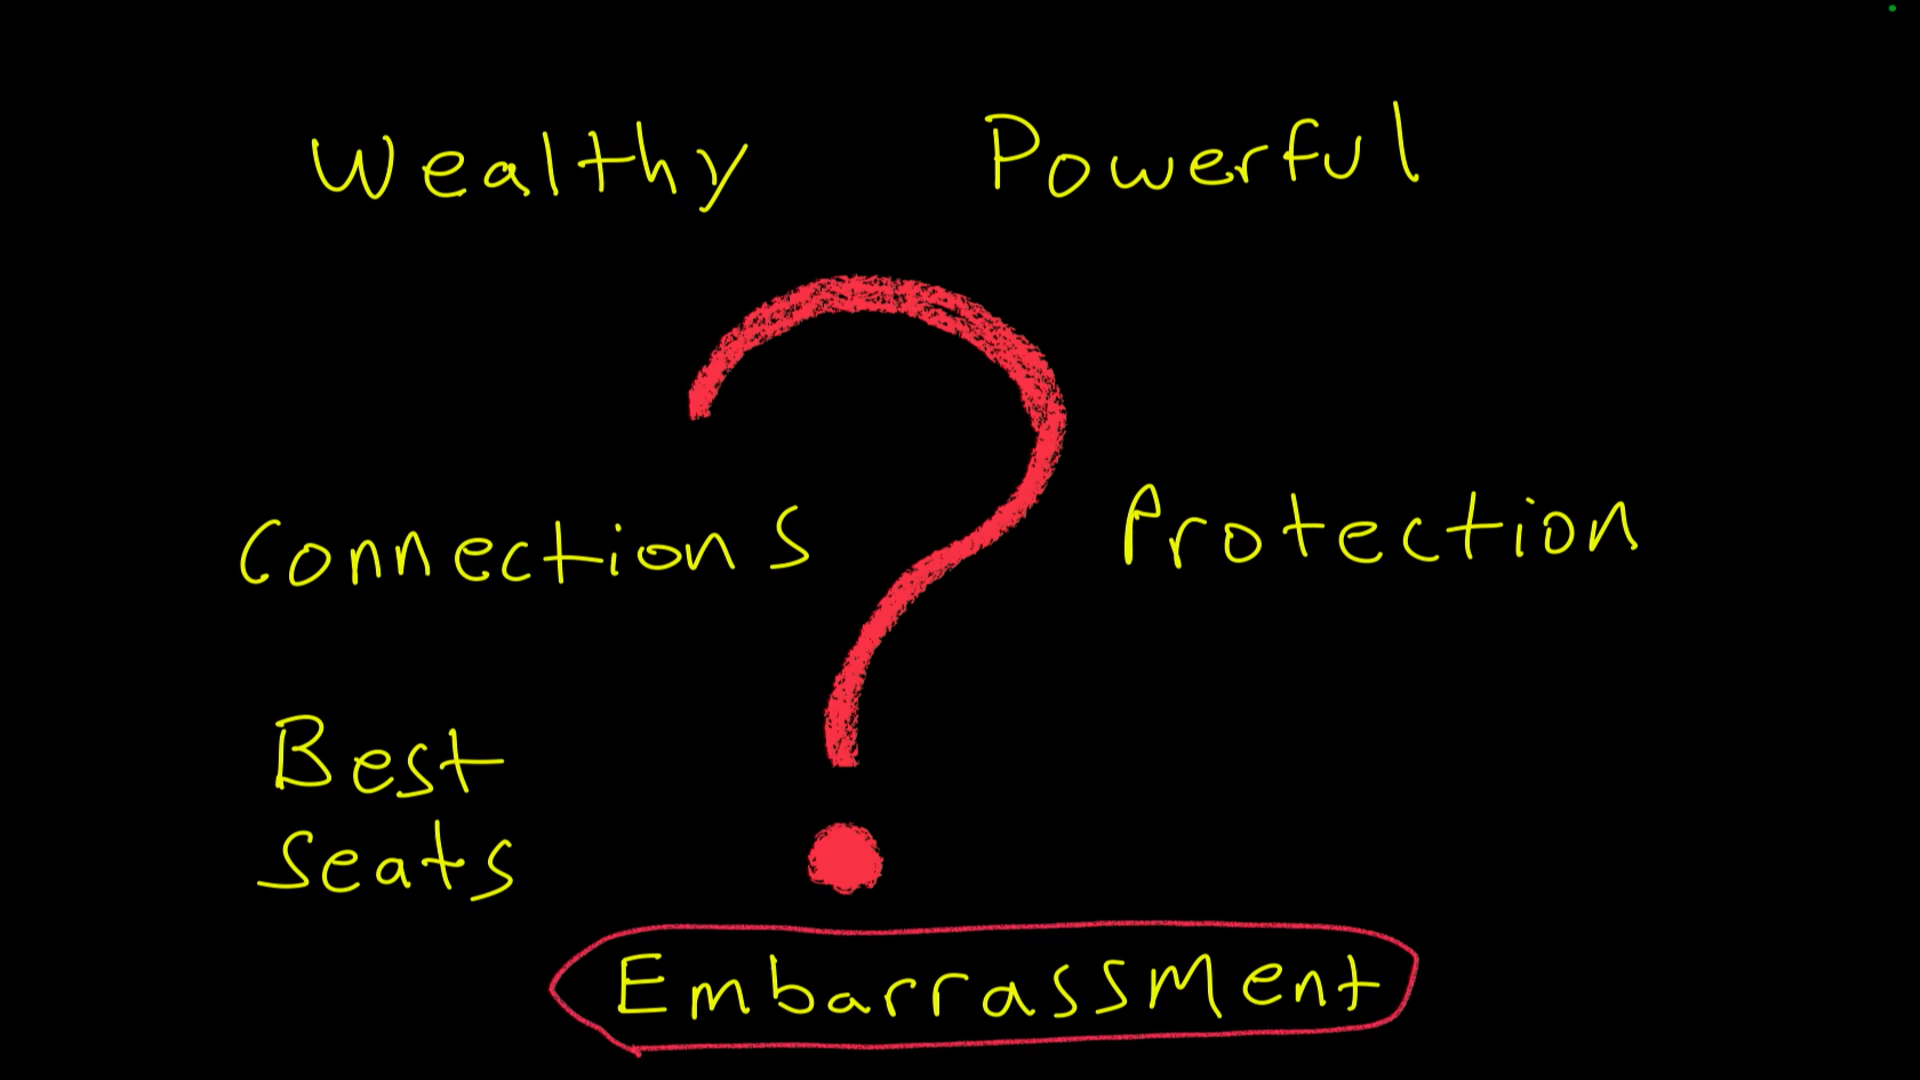 Wealthy Powerful
?
Connections Protection
Best
Seats
Embarrassment